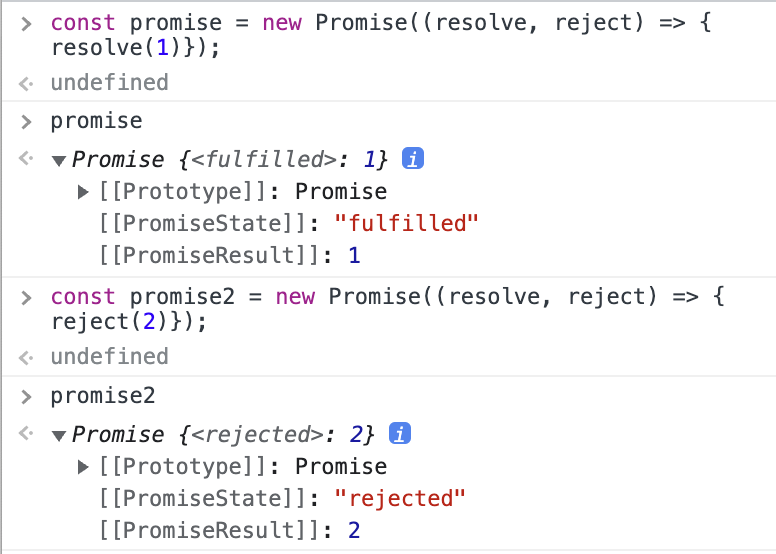 > const promise = new Promise((resolve, reject) => {
resolve(1)});
undefined
> promise
Promise {<fulfilled>: 1} i
[[Prototype]]: Promise
[[PromiseState]]: "fulfilled"
[[PromiseResult]]: 1
> const promise2 = new Promise((resolve, reject) => {
reject(2)});
undefined
> promise2
Promise {<rejected>: 2} i
[[Prototype]]: Promise
[[PromiseState]]: "rejected"
[[PromiseResult]]: 2